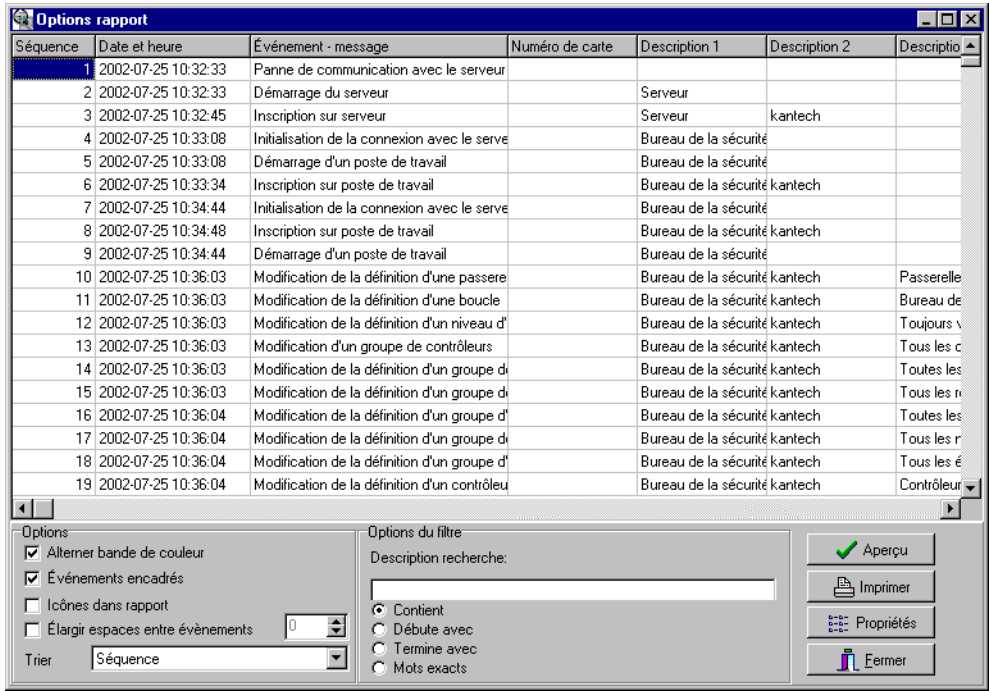 Options rapport
Séquence Date et heure Événement - message Numéro de carte Description 1 Description 2 Descriptio
1 2002-07-25 10:32:33 Panne de communication avec le serveur
2 2002-07-25 10:32:33 Démarrage du serveur Serveur
3 2002-07-25 10:32:45 Inscription sur serveur Serveur kantech
4 2002-07-25 10:33:08 Initialisation de la connexion avec le serve Bureau de la sécurité
5 2002-07-25 10:33:08 Démarrage d'un poste de travail Bureau de la sécurité
6 2002-07-25 10:33:34 Inscription sur poste de travail Bureau de la sécurité kantech
7 2002-07-25 10:34:44 Initialisation de la connexion avec le serve Bureau de la sécurité
8 2002-07-25 10:34:48 Inscription sur poste de travail Bureau de la sécurité kantech
9 2002-07-25 10:34:44 Démarrage d'un poste de travail Bureau de la sécurité
10 2002-07-25 10:36:03 Modification de la définition d'une passere Bureau de la sécurité kantech Passerelle
11 2002-07-25 10:36:03 Modification de la définition d'une boucle Bureau de la sécurité kantech Bureau de
12 2002-07-25 10:36:03 Modification de la définition d'un niveau d' Bureau de la sécurité kantech Toujours v
13 2002-07-25 10:36:03 Modification d'un groupe de contrôleurs Bureau de la sécurité kantech Tous les c
14 2002-07-25 10:36:03 Modification de la définition d'un groupe d Bureau de la sécurité kantech Toutes les
15 2002-07-25 10:36:03 Modification de la définition d'un groupe d Bureau de la sécurité kantech Tous les r
16 2002-07-25 10:36:04 Modification de la définition d'un groupe d' Bureau de la sécurité kantech Toutes les
17 2002-07-25 10:36:04 Modification de la définition d'un groupe d Bureau de la sécurité kantech Tous les r
18 2002-07-25 10:36:04 Modification de la définition d'un groupe d' Bureau de la sécurité kantech Tous les é
19 2002-07-25 10:36:04 Modification de la définition d'un contrôleu Bureau de la sécurité kantech Contrôleur
Options
Alterner bande de couleur
Événements encadrés
Icônes dans rapport
Élargir espaces entre évènements 0
Trier Séquence
Options du filtre
Description recherche:
Contient
Débute avec
Termine avec
Mots exacts
Aperçu
Imprimer
Propriétés
Fermer